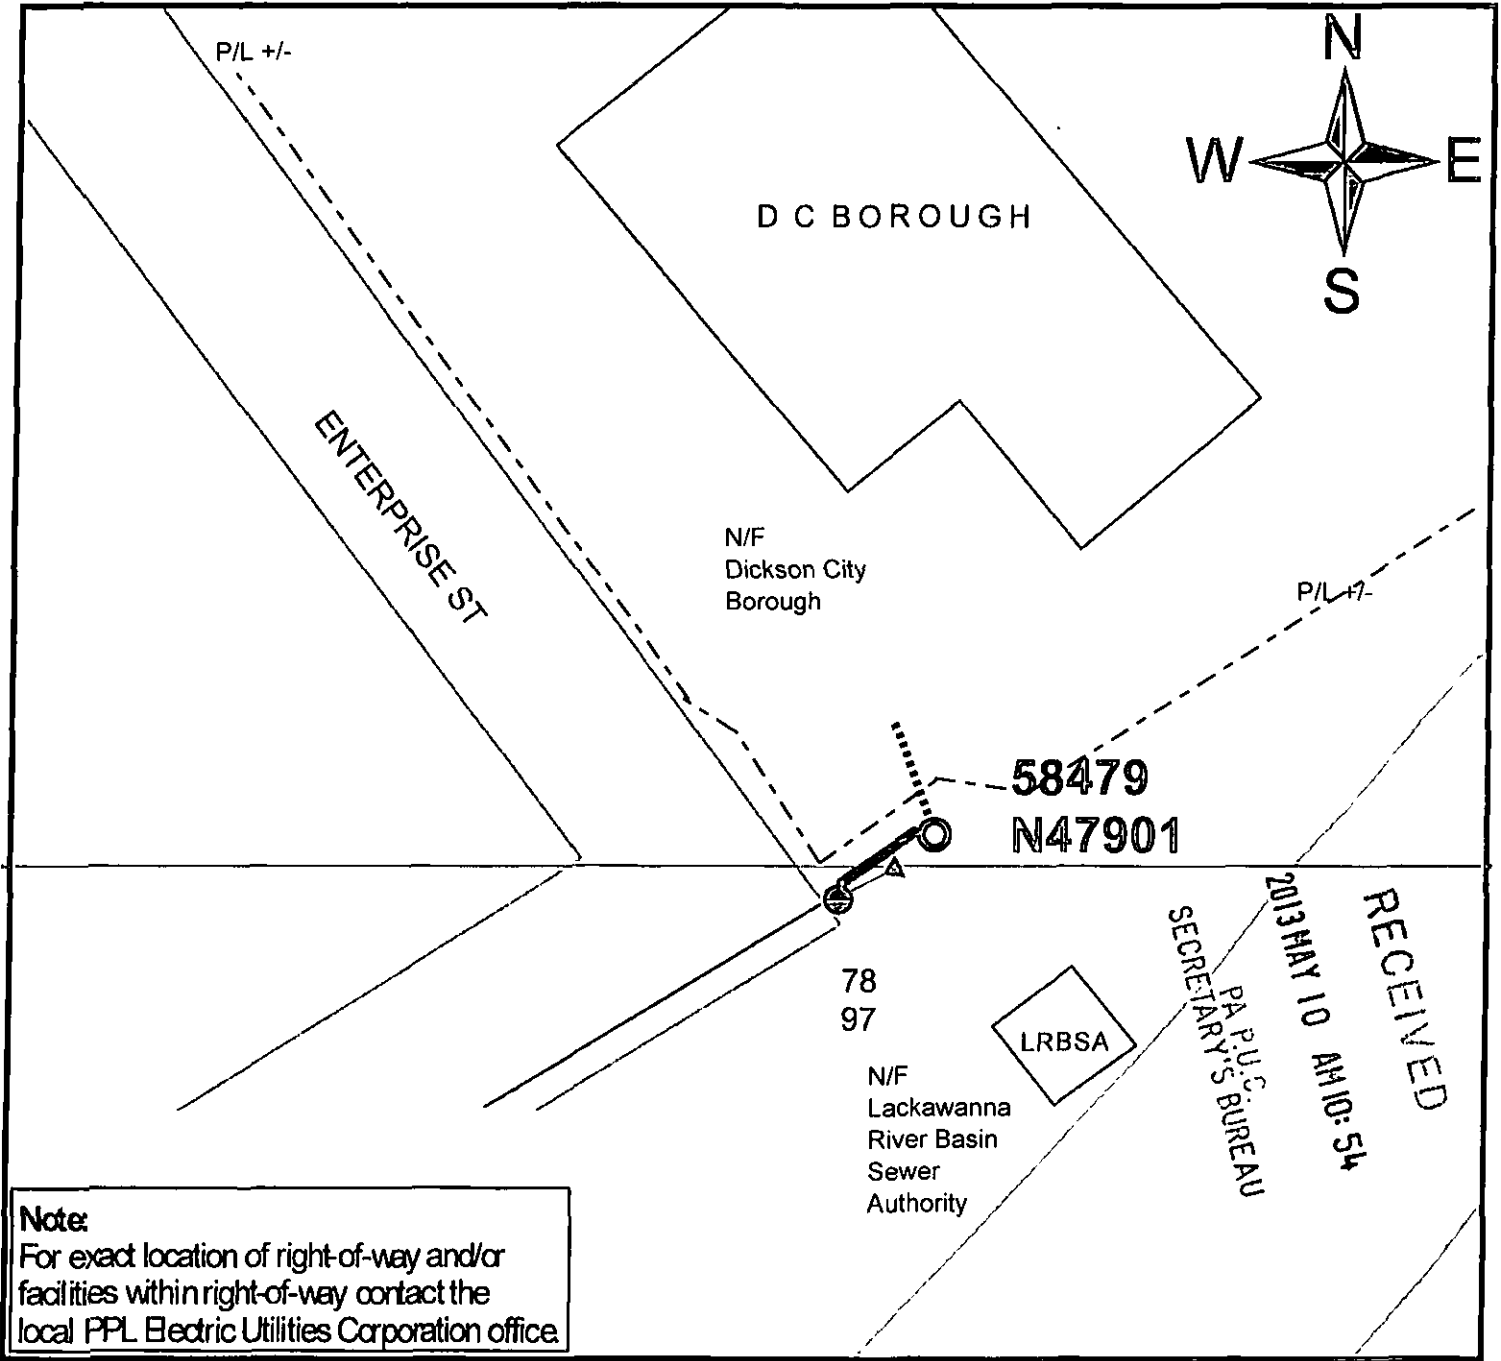 P/L +/-
N
W E
S
D C BOROUGH
ENTERPRISE ST
N/F
Dickson City
Borough
P/L +/-
58479
N47901
78
97
LRBSA
N/F
Lackawanna
River Basin
Sewer
Authority
RECEIVED
2013 MAY 10 AM 10:54
PA P.U.C.
SECRETARY'S BUREAU
Note:
For exact location of right-of-way and/or
facilities within right-of-way contact the
local PPL Electric Utilities Corporation office.